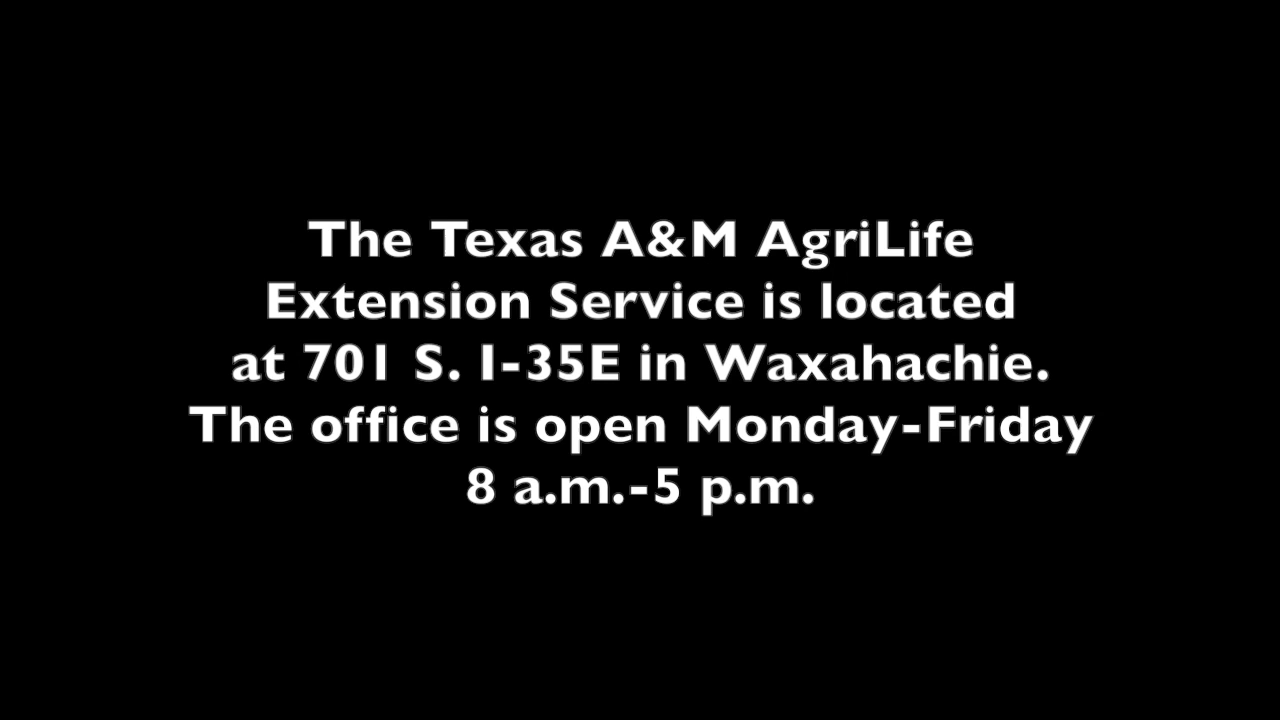 The Texas A&M AgriLife
Extension Service is located
at 701 S. I-35E in Waxahachie.
The office is open Monday-Friday
8 a.m.-5 p.m.